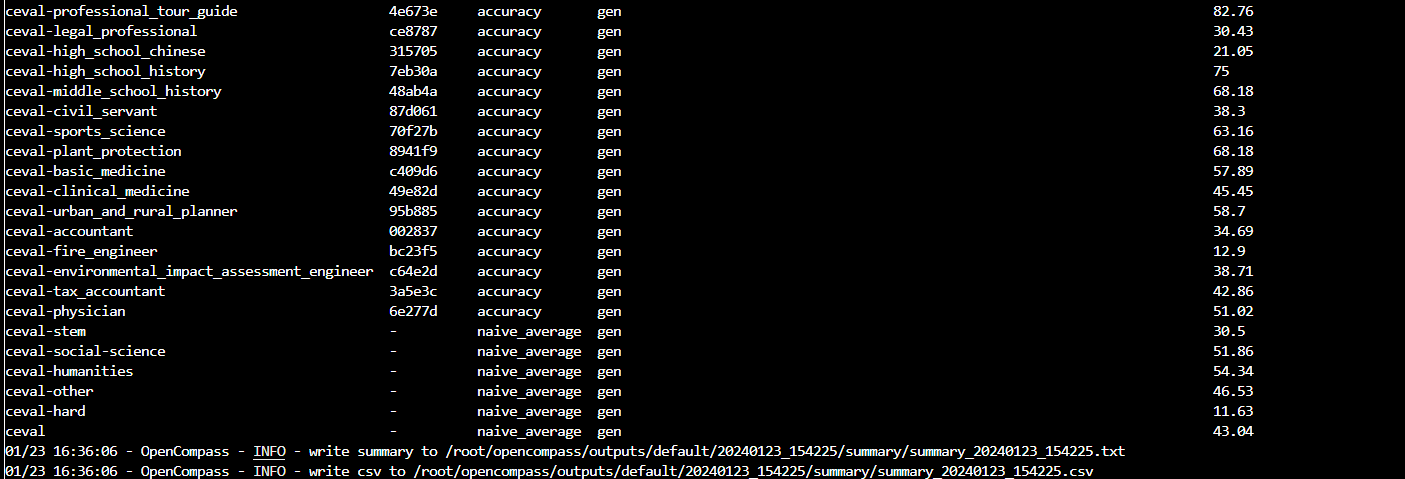 ceval-professional_tour_guide 4e673e accuracy gen 82.76
ceval-legal_professional ce8787 accuracy gen 30.43
ceval-high_school_chinese 315705 accuracy gen 21.05
ceval-high_school_history 7eb30a accuracy gen 75
ceval-middle_school_history 48ab4a accuracy gen 68.18
ceval-civil_servant 87d061 accuracy gen 38.3
ceval-sports_science 70f27b accuracy gen 63.16
ceval-plant_protection 8941f9 accuracy gen 68.18
ceval-basic_medicine c409d6 accuracy gen 57.89
ceval-clinical_medicine 49e82d accuracy gen 45.45
ceval-urban_and_rural_planner 95b885 accuracy gen 58.7
ceval-accountant 002837 accuracy gen 34.69
ceval-fire_engineer bc23f5 accuracy gen 12.9
ceval-environmental_impact_assessment_engineer c64e2d accuracy gen 38.71
ceval-tax_accountant 3a5e3c accuracy gen 42.86
ceval-physician 6e277d accuracy gen 51.02
ceval-stem - naive_average gen 30.5
ceval-social-science - naive_average gen 51.86
ceval-humanities - naive_average gen 54.34
ceval-other - naive_average gen 46.53
ceval-hard - naive_average gen 11.63
ceval - naive_average gen 43.04
01/23 16:36:06 - OpenCompass - INFO - write summary to /root/opencompass/outputs/default/20240123_154225/summary/summary_20240123_154225.txt
01/23 16:36:06 - OpenCompass - INFO - write csv to /root/opencompass/outputs/default/20240123_154225/summary/summary_20240123_154225.csv